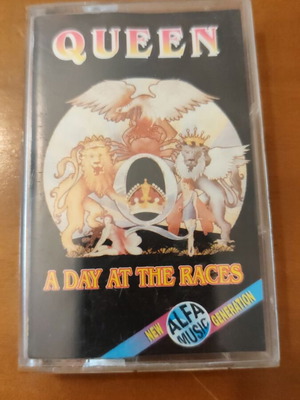 QUEEN
Q
A DAY AT THE RACES
NEW ALFA MUSIC GENERATION